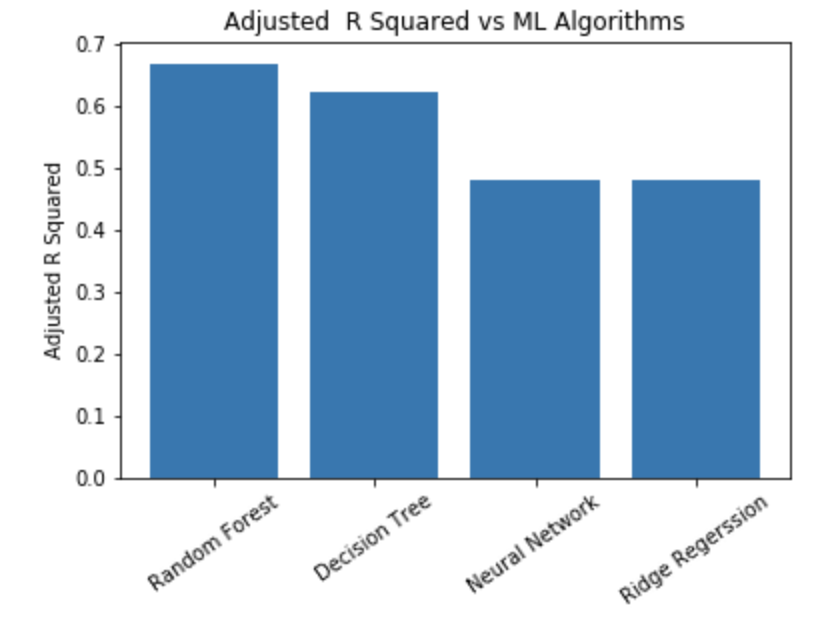 Adjusted  R Squared vs ML Algorithms
Adjusted R Squared
0.7
0.6
0.5
0.4
0.3
0.2
0.1
0.0
Random Forest
Decision Tree
Neural Network
Ridge Regerssion